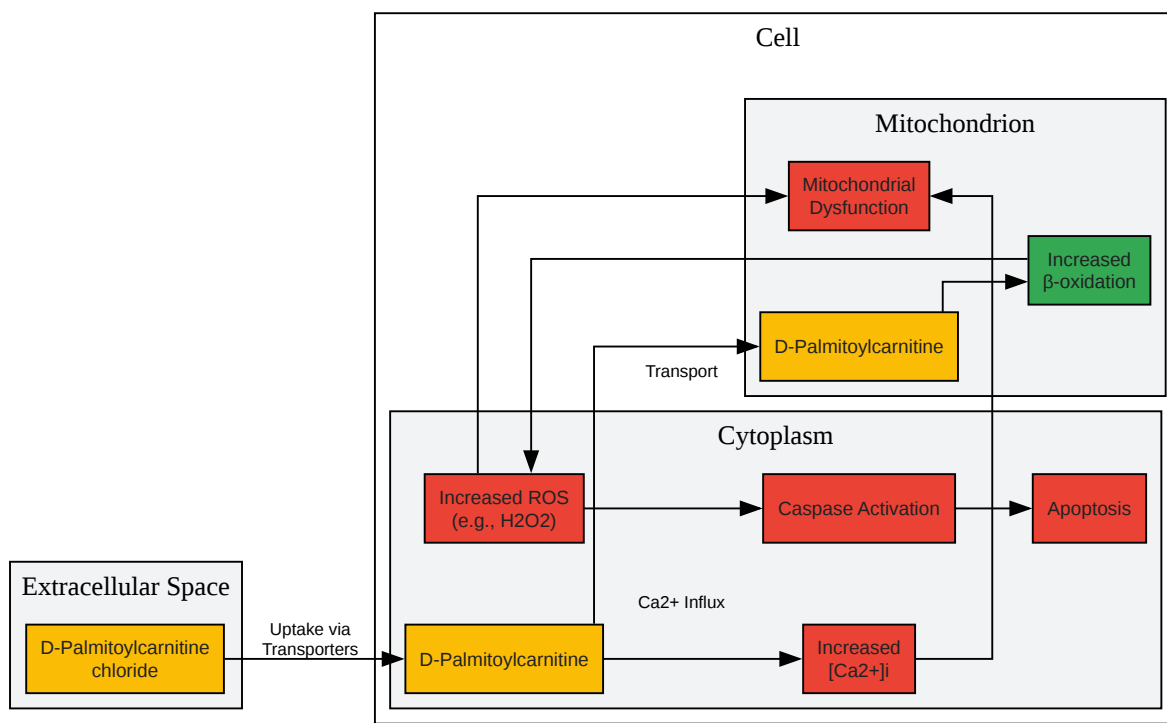 Cell
Mitochondrion
Mitochondrial
Dysfunction
Increased
β-oxidation
D-Palmitoylcarnitine
Transport
Cytoplasm
Increased ROS
(e.g., H2O2)
Caspase Activation
Apoptosis
Extracellular Space
D-Palmitoylcarnitine
chloride
Uptake via
Transporters
D-Palmitoylcarnitine
Ca2+ Influx
Increased
[Ca2+]i